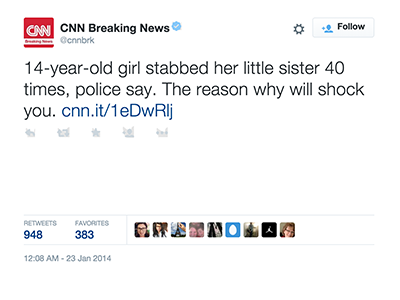 CNN
BREAKING NEWS
CNN Breaking News
@cnnbrk
Follow
14-year-old girl stabbed her little sister 40
times, police say. The reason why will shock
you. cnn.it/1eDwRlj
RETWEETS
FAVORITES
948
383
12:08 AM - 23 Jan 2014